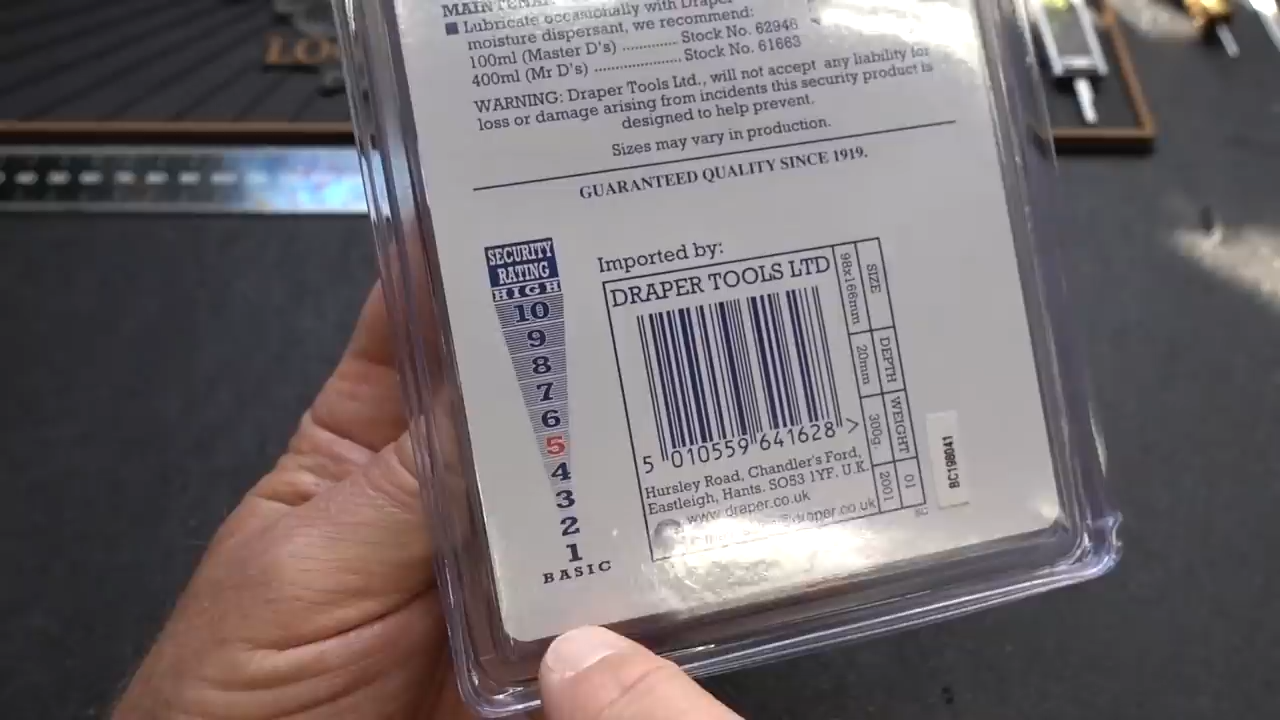 ■ Lubricate occasionally with Draper
moisture dispersant, we recommend:
100ml (Master D's) ............. Stock No. 62946
400ml (Mr D's) .................... Stock No. 61663
WARNING: Draper Tools Ltd., will not accept any liability for
loss or damage arising from incidents this security product is
designed to help prevent.
Sizes may vary in production.
GUARANTEED QUALITY SINCE 1919.
SECURITY
RATING
HIGH
10
9
8
7
6
5
4
3
2
1
BASIC
Imported by:
DRAPER TOOLS LTD
5 010559 641628 >
Hursley Road, Chandler's Ford,
Eastleigh, Hants. SO53 1YF. U.K.
www.draper.co.uk
SIZE
98x166mm
DEPTH
20mm
WEIGHT
300g.
01
2001
BC198041